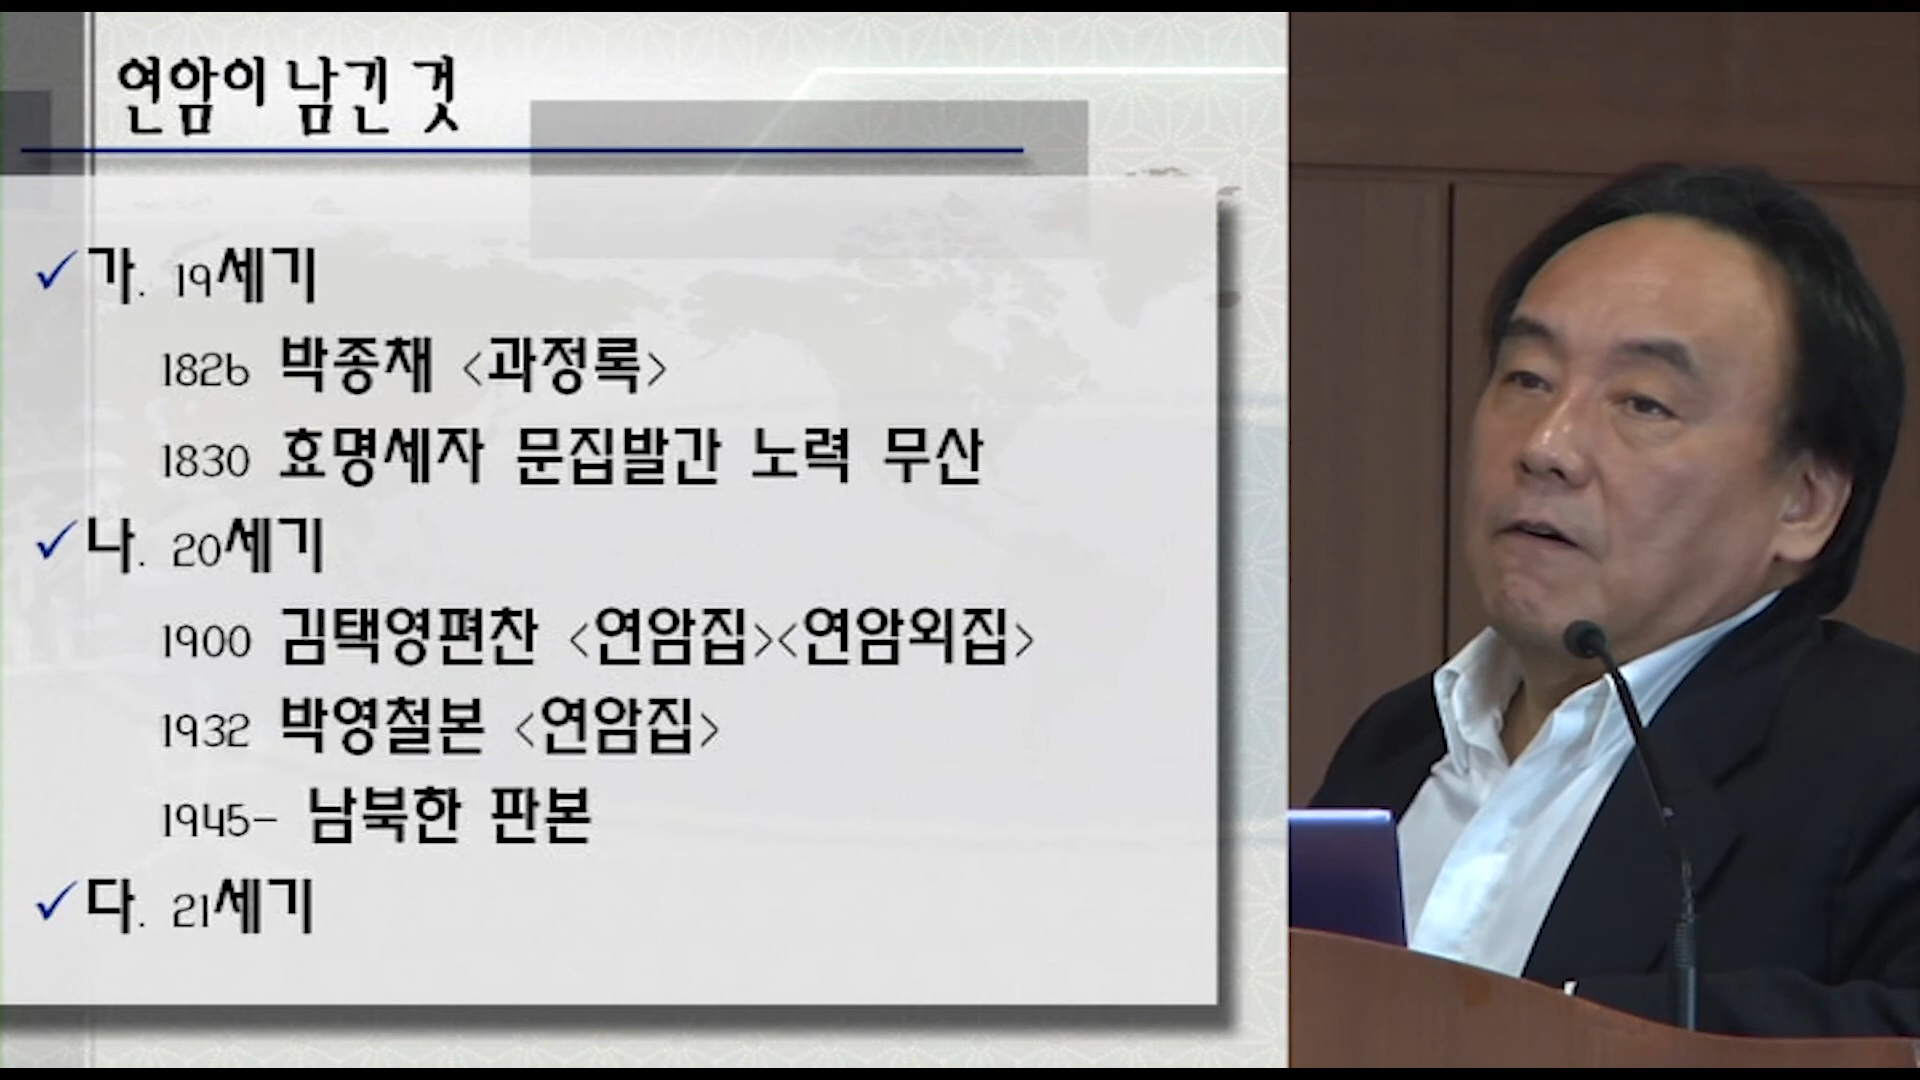 연암이 남긴 것
✓가. 19세기
1826 박종채 <과정록>
1830 효명세자 문집발간 노력 무산
✓나. 20세기
1900 김택영편찬 <연암집><연암외집>
1932 박영철본 <연암집>
1945- 남북한 판본
✓다. 21세기